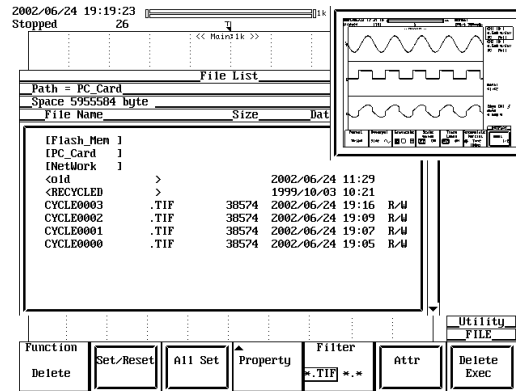 2002/06/24 19:19:23
Stopped 26
1k
<< Main:1k >>
File List
Path = PC_Card
Space 5955584 byte
File Name Size Dat
[Flash_Mem ]
[PC_Card ]
[NetWork ]
<old > 2002/06/24 11:29
<RECYCLED > 1999/10/03 10:21
CYCLE0003 .TIF 38574 2002/06/24 19:16 R/W
CYCLE0002 .TIF 38574 2002/06/24 19:09 R/W
CYCLE0001 .TIF 38574 2002/06/24 19:07 R/W
CYCLE0000 .TIF 38574 2002/06/24 19:05 R/W
Utility
FILE
Function
Delete
Set/Reset
All Set
Property
Filter
*.TIF *.*
Attr
Delete
Exec